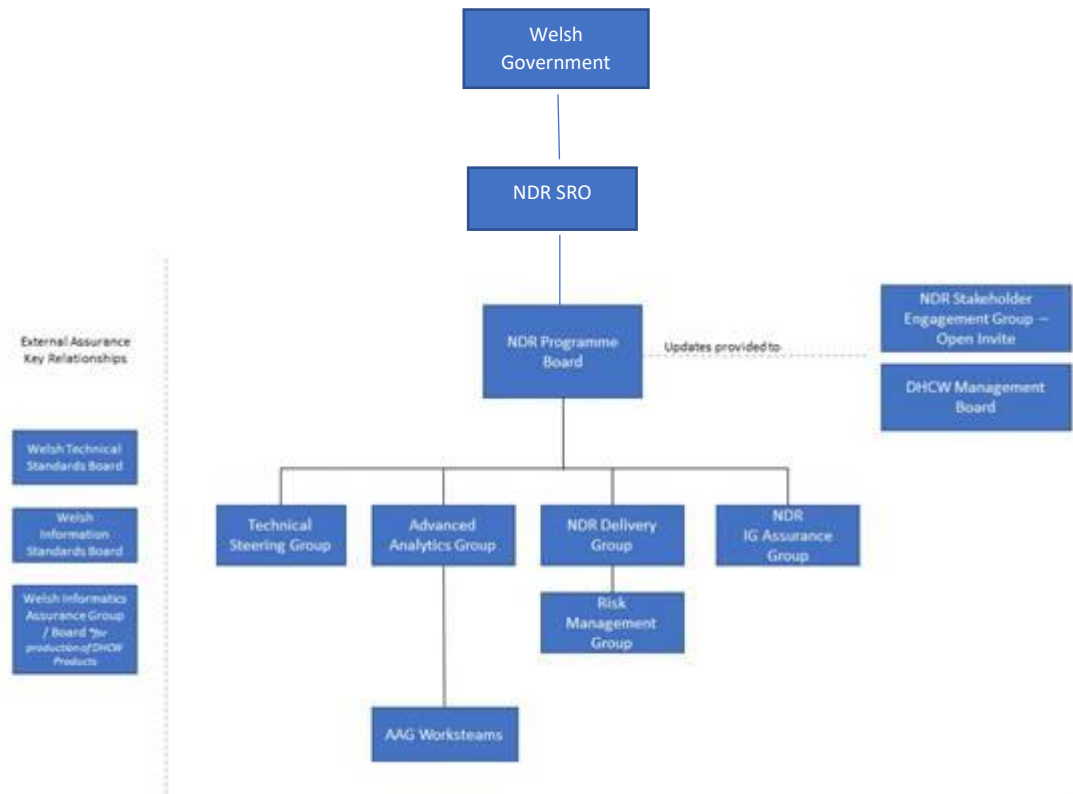 Welsh
Government
NDR SRO
External Assurance
Key Relationships
NDR Programme
Board
Updates provided to
NDR Stakeholder
Engagement Group –
Open Invite
DHCW Management
Board
Welsh Technical
Standards Board
Welsh
Information
Standards Board
Welsh Informatics
Assurance Group
/ Board *for
production of DHCW
Products
Technical
Steering Group
Advanced
Analytics Group
NDR Delivery
Group
NDR
IG Assurance
Group
Risk
Management
Group
AAG Worksteams